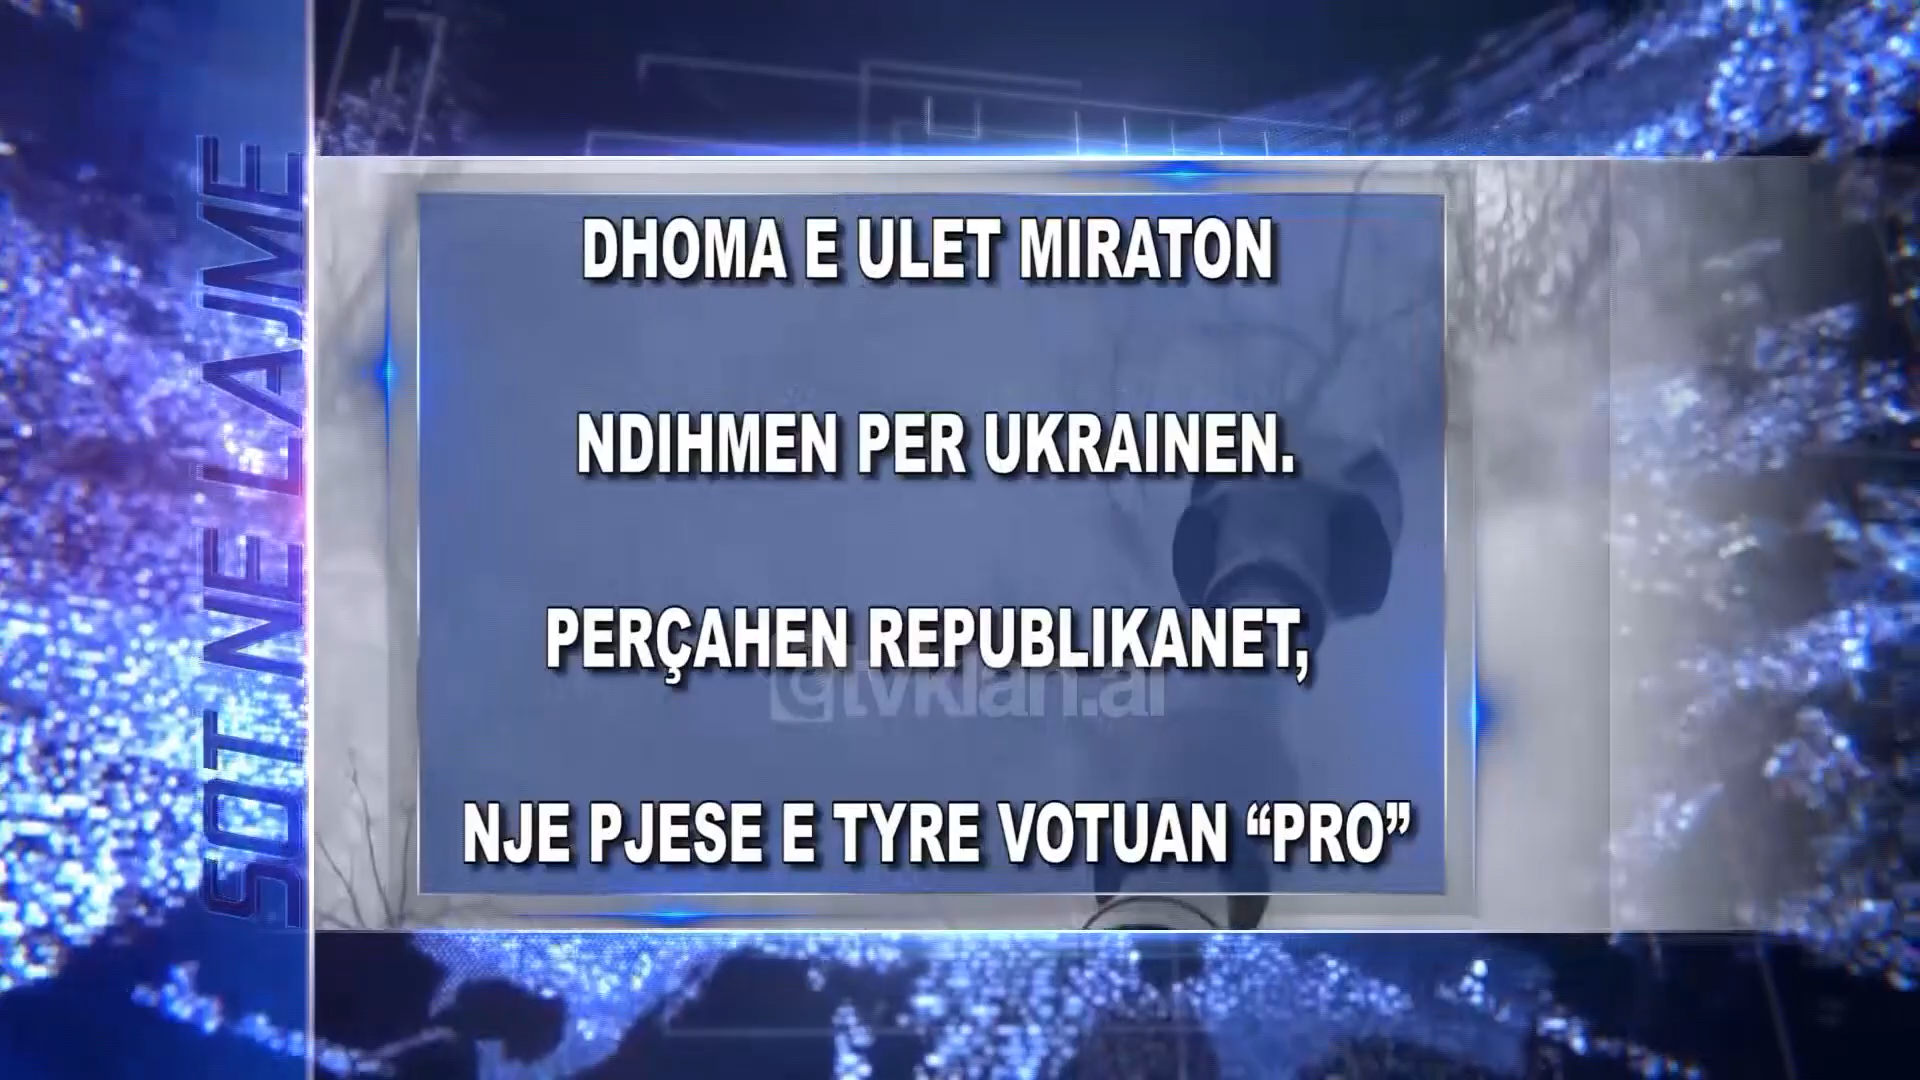 SOT NE LAJME
DHOMA E ULET MIRATON
NDIHMEN PER UKRAINEN.
PERÇAHEN REPUBLIKANET,
@tvklan.al
NJE PJESE E TYRE VOTUAN “PRO”